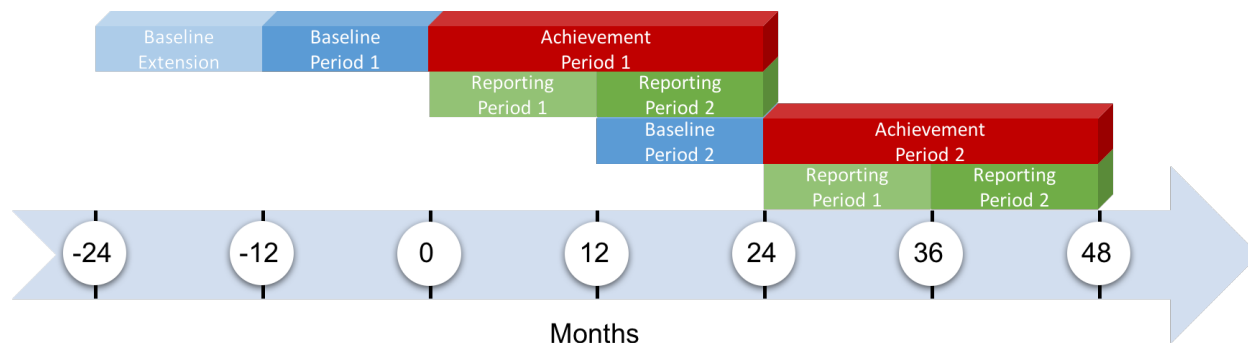 Baseline
Extension
Baseline
Period 1
Achievement
Period 1
Reporting
Period 1
Reporting
Period 2
Baseline
Period 2
Achievement
Period 2
Reporting
Period 1
Reporting
Period 2
-24
-12
0
12
24
36
48
Months